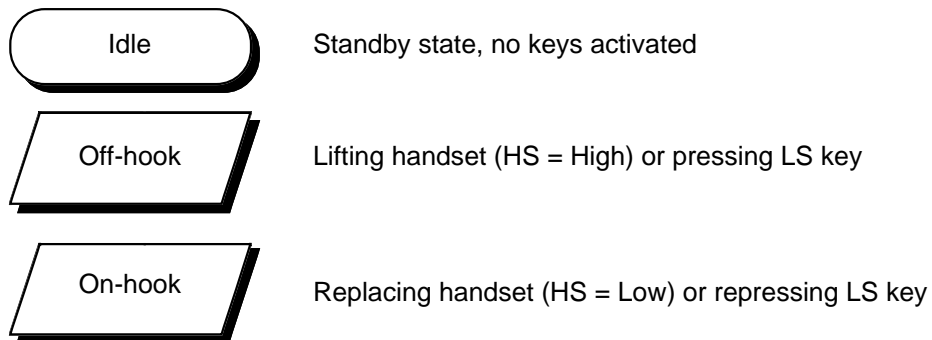 Idle
Standby state, no keys activated
Off-hook
Lifting handset (HS = High) or pressing LS key
On-hook
Replacing handset (HS = Low) or repressing LS key